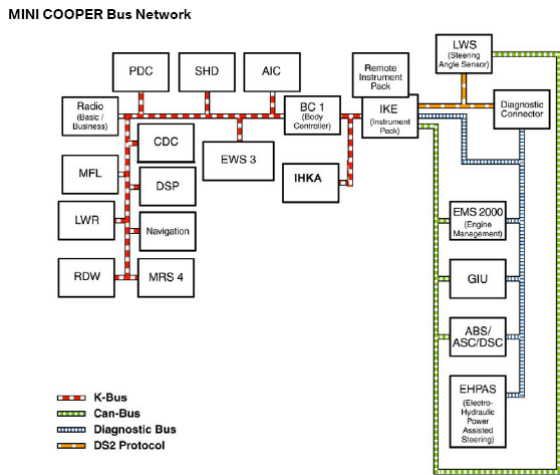 MINI COOPER Bus Network
PDC
SHD
AIC
Remote
Instrument
Pack
LWS
(Steering
Angle Sensor)
Radio
(Basic /
Business)
BC 1
(Body
Controller)
IKE
(Instrument
Pack)
Diagnostic
Connector
CDC
EWS 3
MFL
DSP
IHKA
LWR
Navigation
EMS 2000
(Engine
Management)
RDW
MRS 4
GIU
ABS/
ASC/DSC
EHPAS
(Electro-
Hydraulic
Power
Assisted
Steering)
K-Bus
Can-Bus
Diagnostic Bus
DS2 Protocol